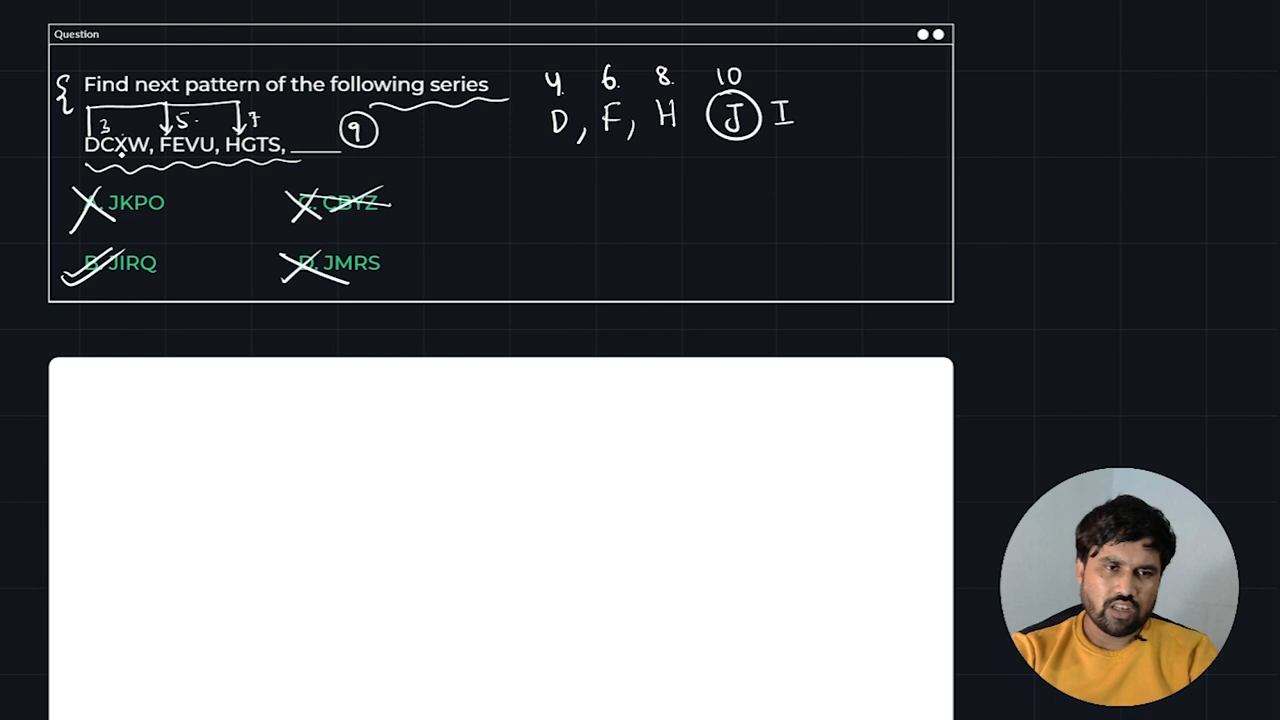 Question
Find next pattern of the following series
4. 6. 8. 10
D, F, H J I
3 5. 7
DCXW, FEVU, HGTS, _____ 9
A. JKPO
C. CBYZ
B. JIRQ
D. JMRS